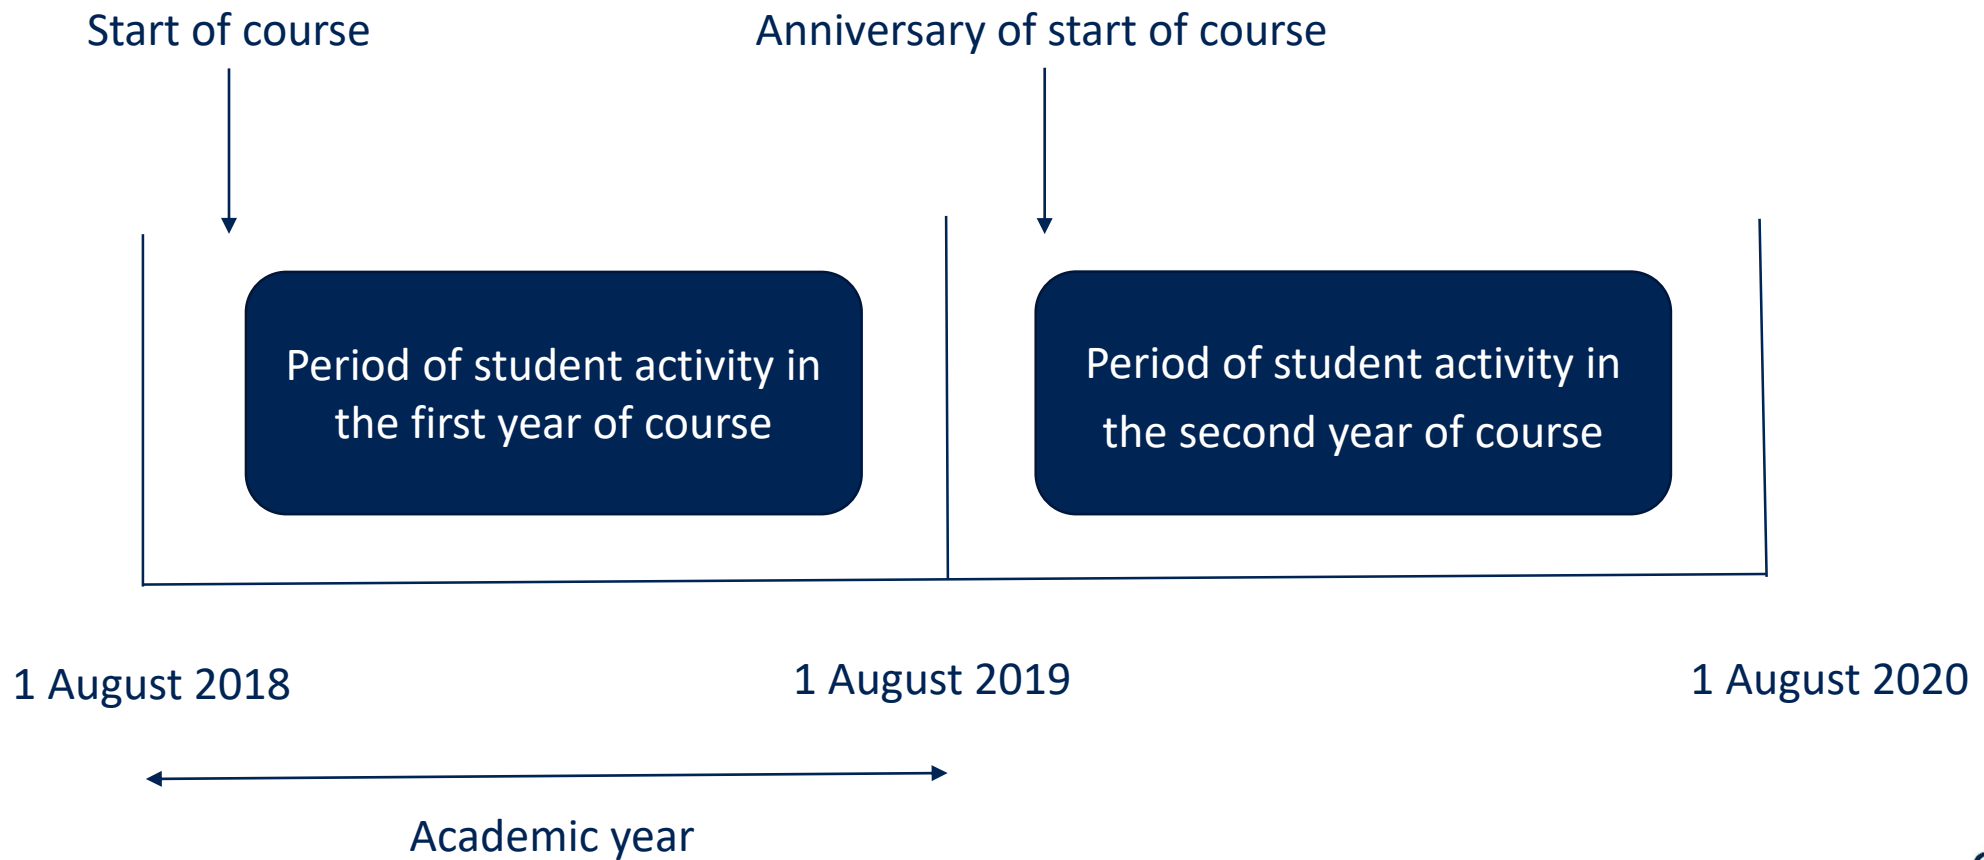 Start of course
Anniversary of start of course
Period of student activity in
the first year of course
Period of student activity in
the second year of course
1 August 2018
1 August 2019
1 August 2020
Academic year